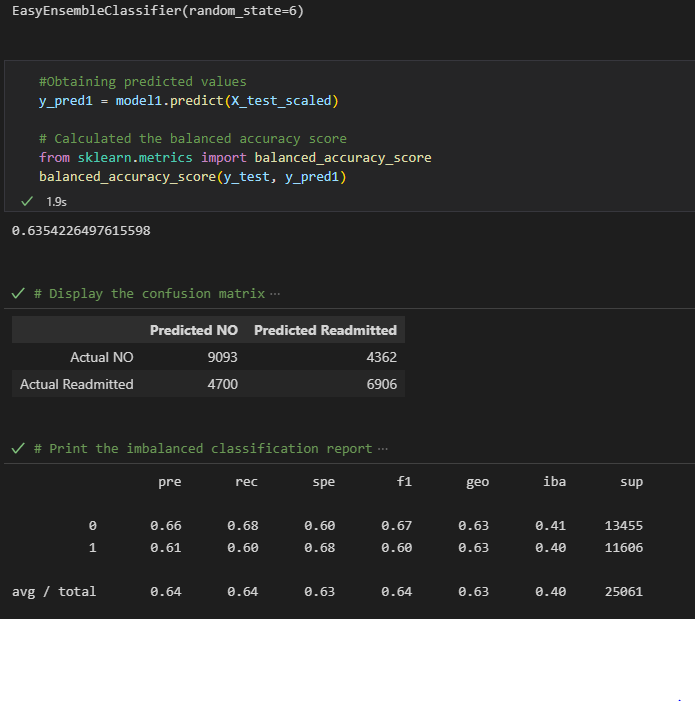 EasyEnsembleClassifier(random_state=6)
#Obtaining predicted values
y_pred1 = model1.predict(X_test_scaled)
# Calculated the balanced accuracy score
from sklearn.metrics import balanced_accuracy_score
balanced_accuracy_score(y_test, y_pred1)
✓ 1.9s
0.6354226497615598
✓ # Display the confusion matrix ···
Predicted NO Predicted Readmitted
Actual NO 9093 4362
Actual Readmitted 4700 6906
✓ # Print the imbalanced classification report ···
pre rec spe f1 geo iba sup
0 0.66 0.68 0.60 0.67 0.63 0.41 13455
1 0.61 0.60 0.68 0.60 0.63 0.40 11606
avg / total 0.64 0.64 0.63 0.64 0.63 0.40 25061